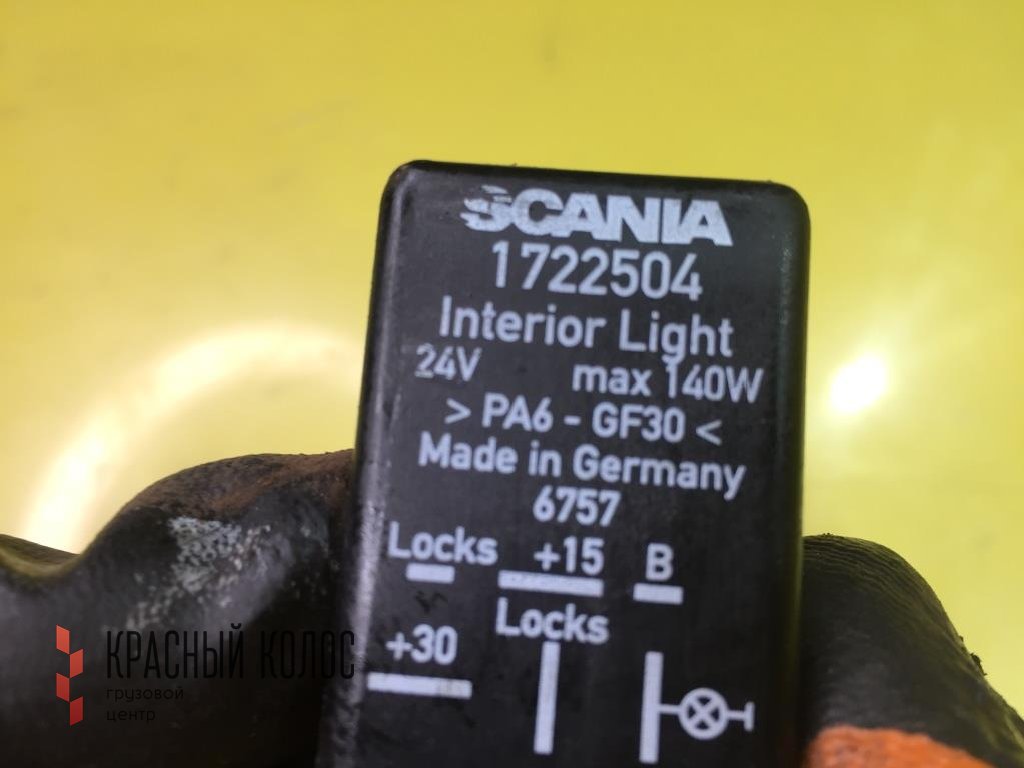 SCANIA
1722504
Interior Light
24V max 140W
> PA6 - GF30 <
Made in Germany
6757
Locks +15 B
Locks
+30
КРАСНЫЙ КОЛОС
грузовой
центр